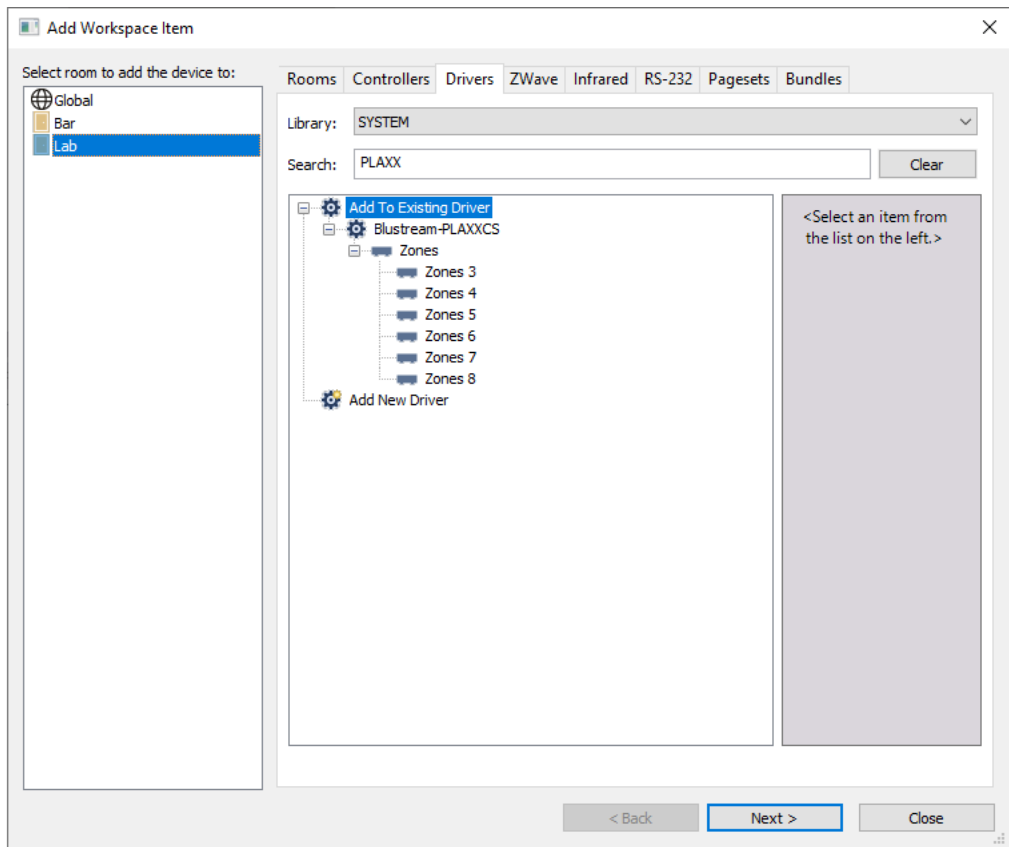 Add Workspace Item
Select room to add the device to:
Global
Bar
Lab
Rooms Controllers Drivers ZWave Infrared RS-232 Pagesets Bundles
Library: SYSTEM
Search: PLAXX Clear
Add To Existing Driver
Blustream-PLAXXCS
Zones
Zones 3
Zones 4
Zones 5
Zones 6
Zones 7
Zones 8
Add New Driver
<Select an item from
the list on the left.>
< Back Next > Close